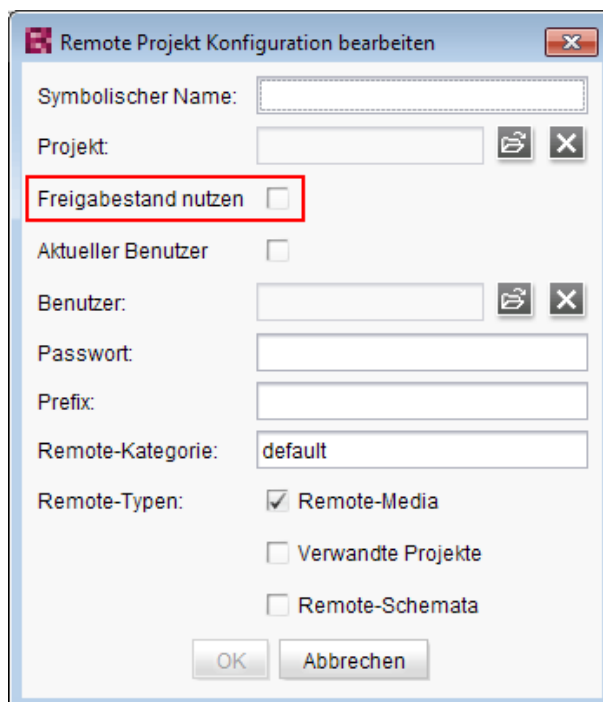 Remote Projekt Konfiguration bearbeiten
Symbolischer Name:
Projekt:
Freigabestand nutzen
Aktueller Benutzer
Benutzer:
Passwort:
Prefix:
Remote-Kategorie: default
Remote-Typen: Remote-Media
Verwandte Projekte
Remote-Schemata
OK Abbrechen